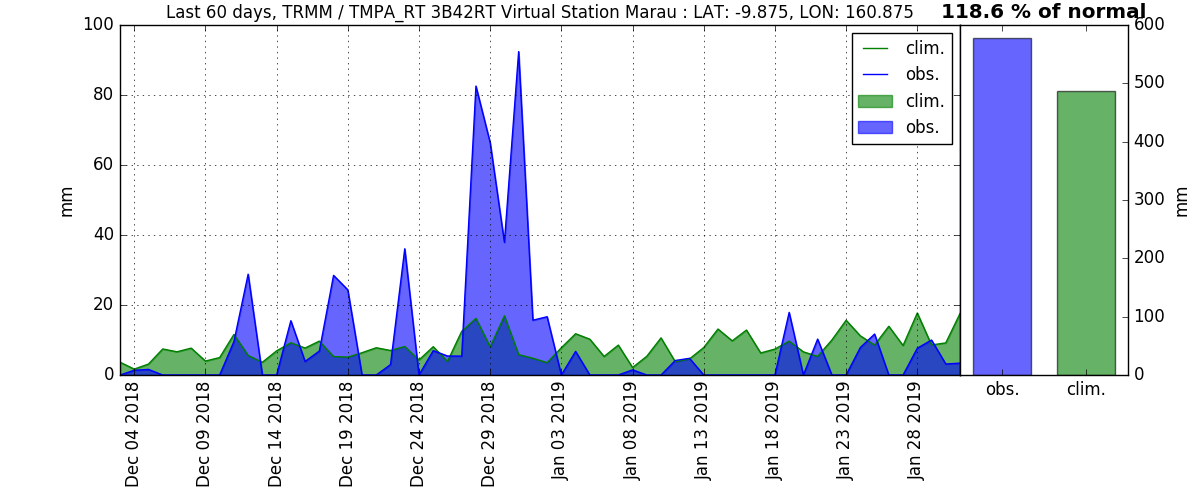 Last 60 days, TRMM / TMPA_RT 3B42RT Virtual Station Marau : LAT: -9.875, LON: 160.875
118.6 % of normal
100
80
60
40
20
0
mm
clim.
obs.
clim.
obs.
Dec 04 2018
Dec 09 2018
Dec 14 2018
Dec 19 2018
Dec 24 2018
Dec 29 2018
Jan 03 2019
Jan 08 2019
Jan 13 2019
Jan 18 2019
Jan 23 2019
Jan 28 2019
600
500
400
300
200
100
0
mm
obs.
clim.